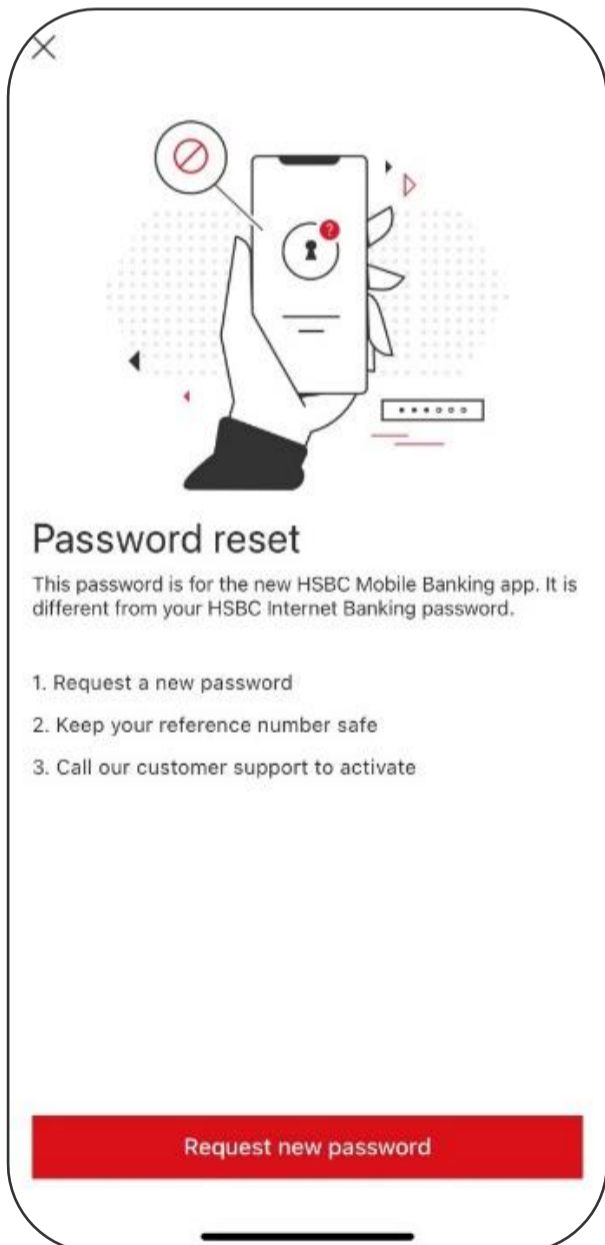 Password reset
This password is for the new HSBC Mobile Banking app. It is
different from your HSBC Internet Banking password.
1. Request a new password
2. Keep your reference number safe
3. Call our customer support to activate
Request new password